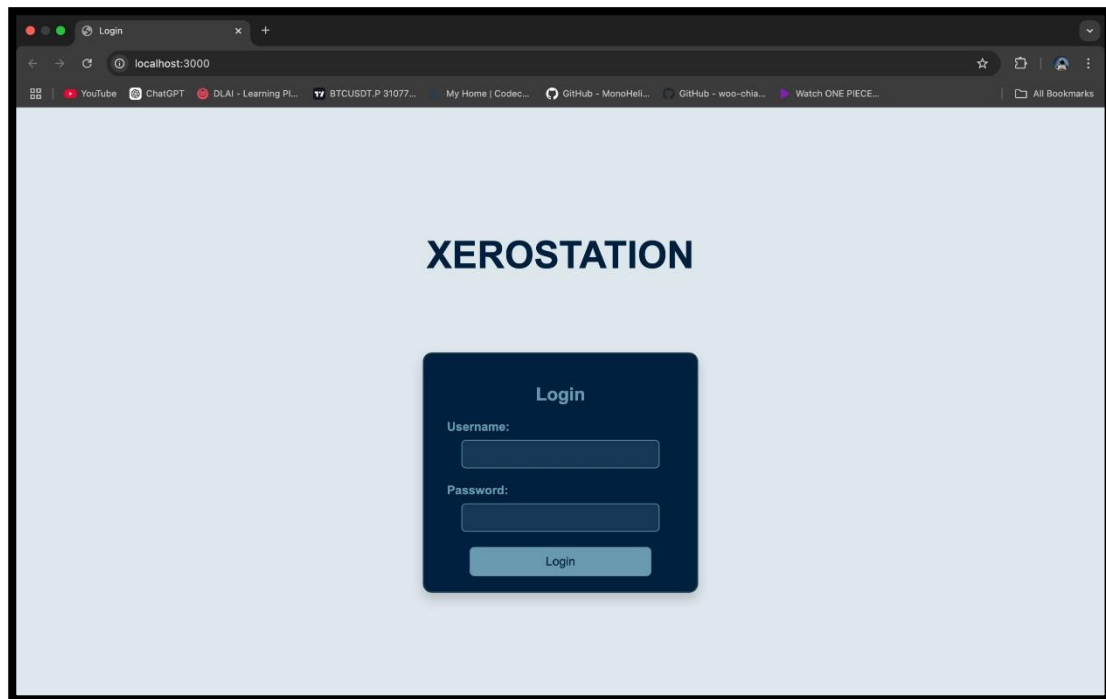 Login
localhost:3000
YouTube ChatGPT DLAI - Learning Pl... BTCUSDT.P 31077... My Home | Codec... GitHub - MonoHeli... GitHub - woo-chia... Watch ONE PIECE... All Bookmarks
XEROSTATION
Login
Username:
Password:
Login